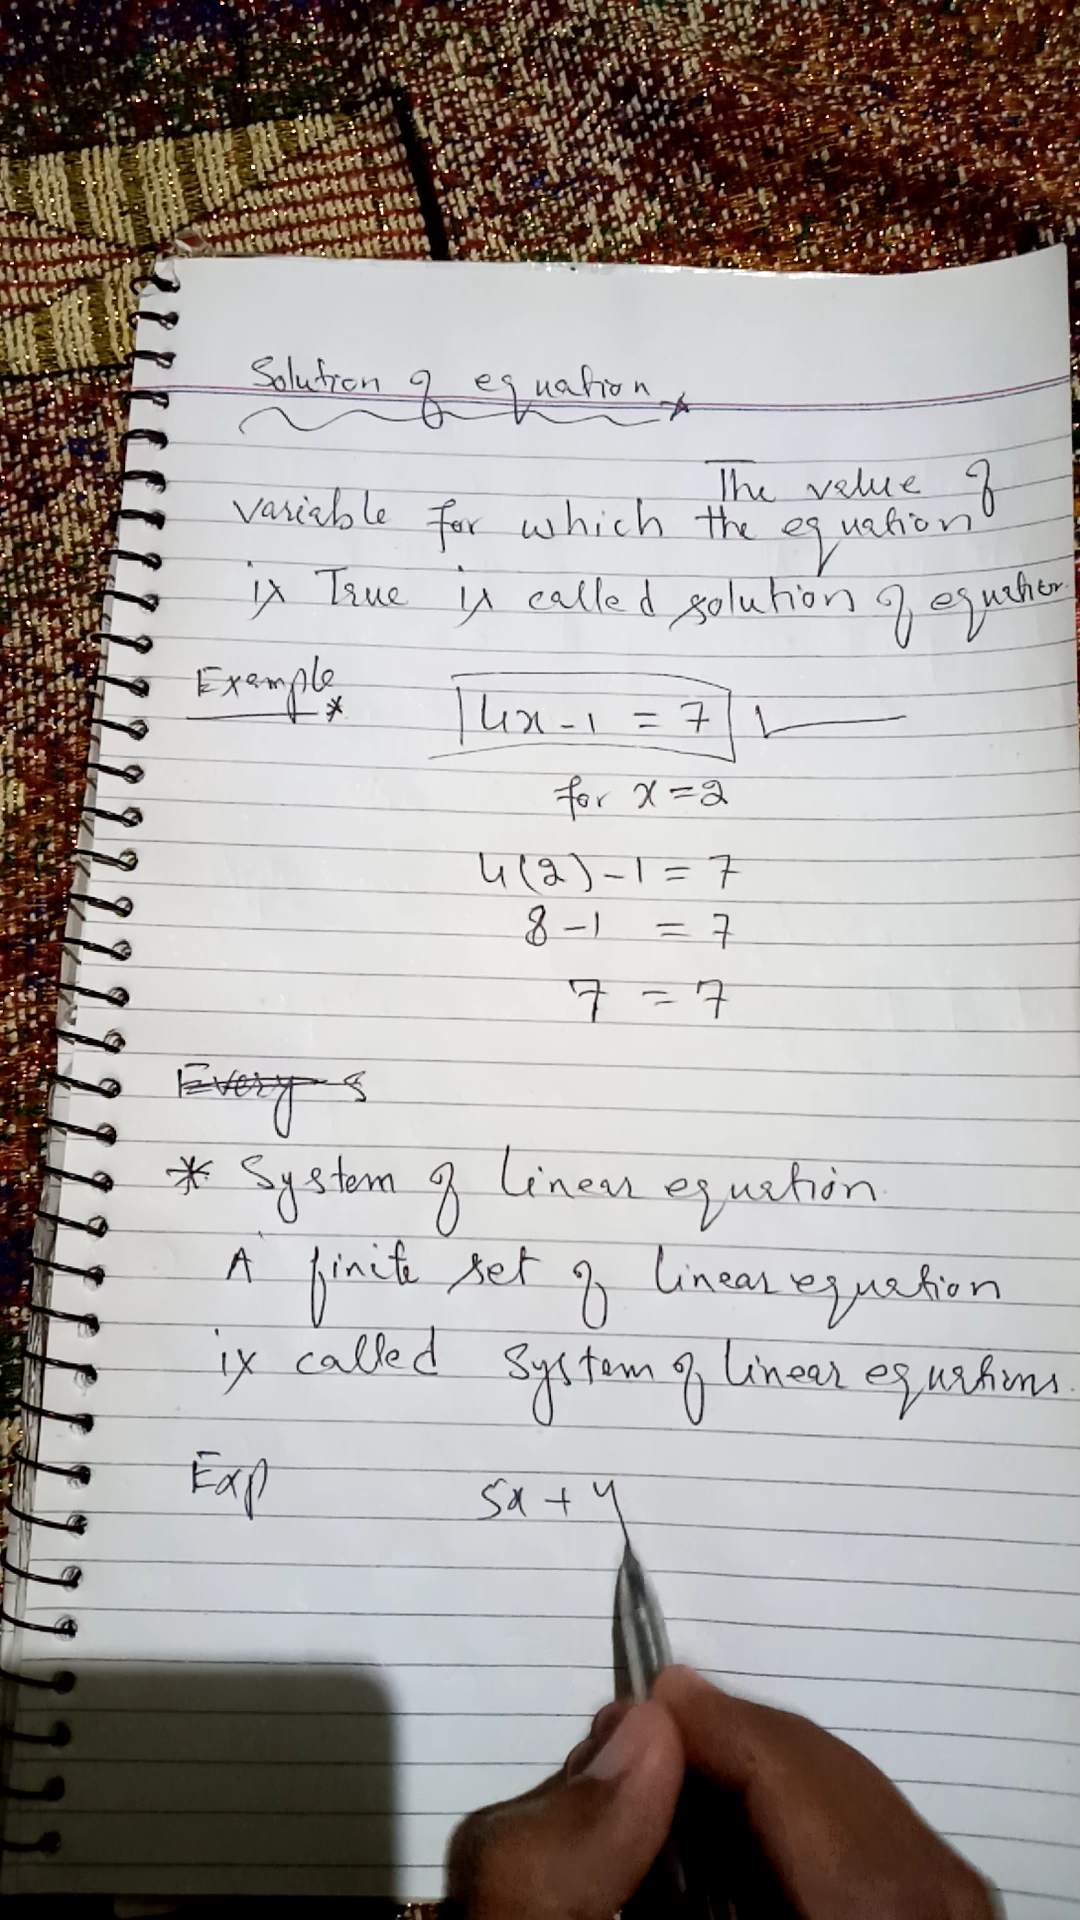 Solution of equation
The value of
variable for which the equation
is True is called solution of equation
Example
4x - 1 = 7
for x = 2
4(2) - 1 = 7
8 - 1 = 7
7 = 7
Every s
* System of linear equation.
A finite set of linear equation
is called system of linear equations.
Exp 5x + y